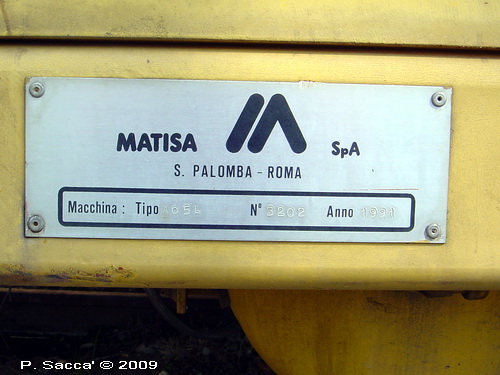 MATISA SpA
S. PALOMBA - ROMA
Macchina : Tipo N° 3202 Anno 1991
P. Sacca' © 2009